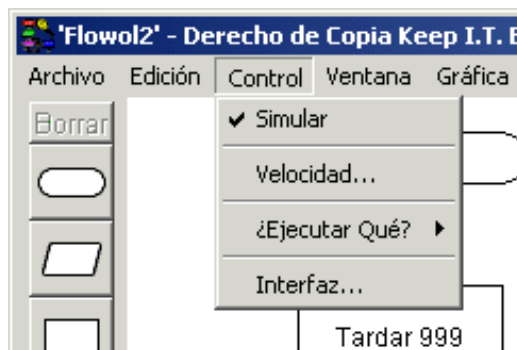 'Flowol2' - Derecho de Copia Keep I.T. E
Archivo Edición Control Ventana Gráfica
Borrar
Simular
Velocidad...
¿Ejecutar Qué?
Interfaz...
Tardar 999